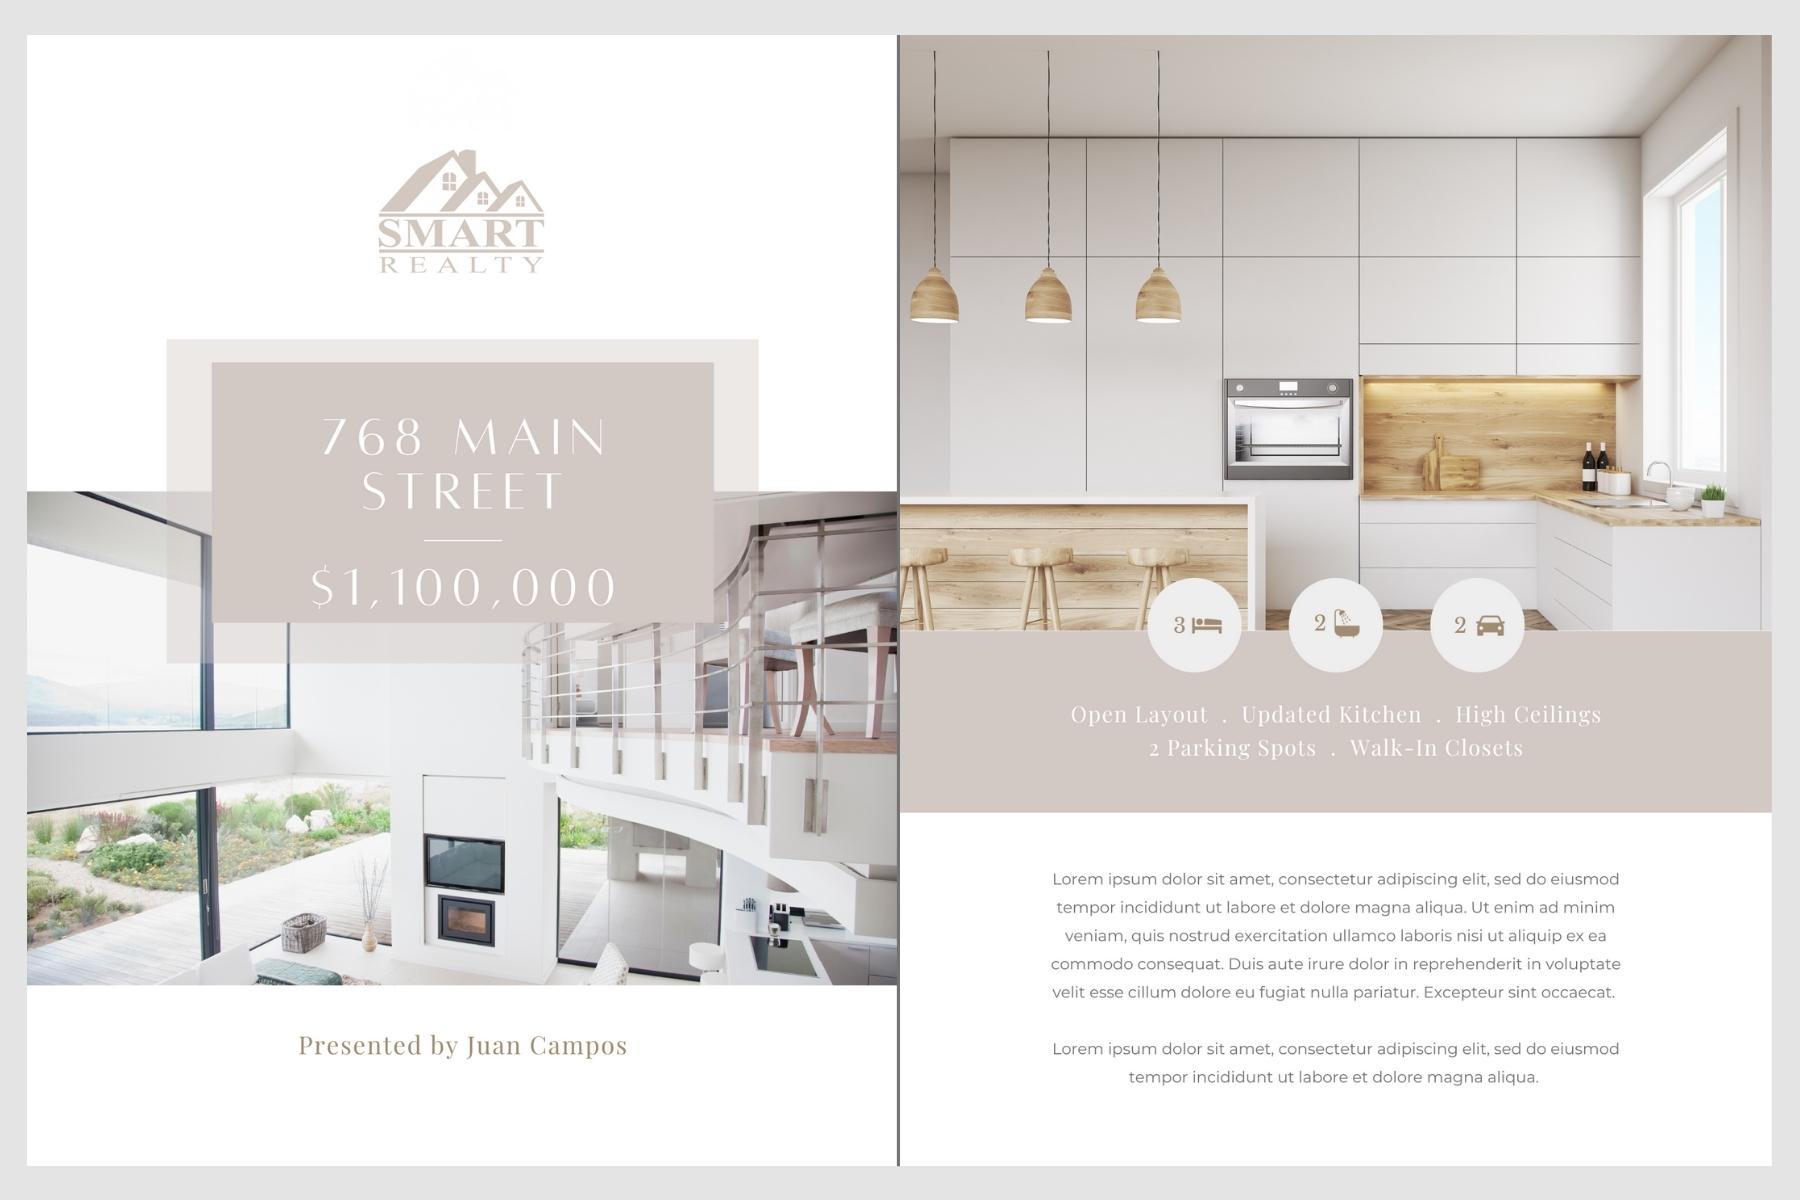 SMART
REALTY
768 MAIN
STREET
$1,100,000
Presented by Juan Campos
3
2
2
Open Layout . Updated Kitchen . High Ceilings
2 Parking Spots . Walk-In Closets
Lorem ipsum dolor sit amet, consectetur adipiscing elit, sed do eiusmod
tempor incididunt ut labore et dolore magna aliqua. Ut enim ad minim
veniam, quis nostrud exercitation ullamco laboris nisi ut aliquip ex ea
commodo consequat. Duis aute irure dolor in reprehenderit in voluptate
velit esse cillum dolore eu fugiat nulla pariatur. Excepteur sint occaecat.
Lorem ipsum dolor sit amet, consectetur adipiscing elit, sed do eiusmod
tempor incididunt ut labore et dolore magna aliqua.